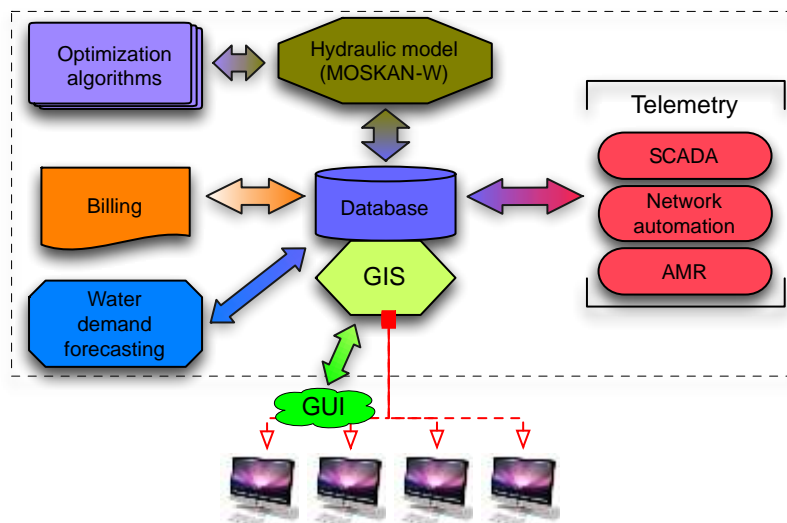 Optimization
algorithms
Hydraulic model
(MOSKAN-W)
Telemetry
SCADA
Network
automation
AMR
Billing
Database
GIS
Water
demand
forecasting
GUI